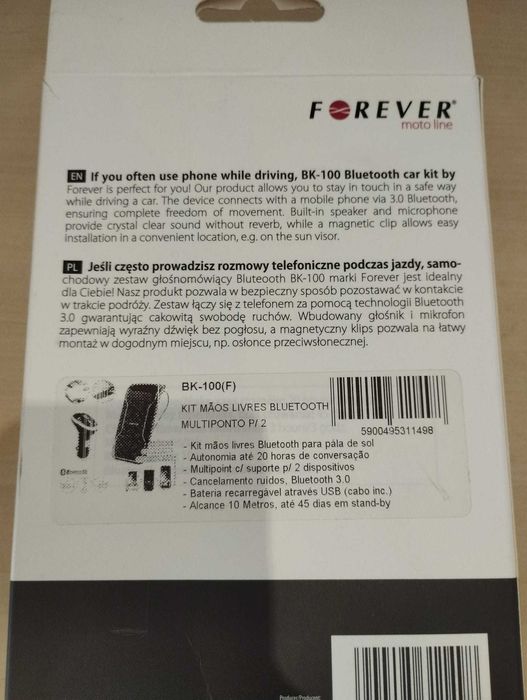 FOREVER®
moto line
EN If you often use phone while driving, BK-100 Bluetooth car kit by
Forever is perfect for you! Our product allows you to stay in touch in a safe way
while driving a car. The device connects with a mobile phone via 3.0 Bluetooth,
ensuring complete freedom of movement. Built-in speaker and microphone
provide crystal clear sound without reverb, while a magnetic clip allows easy
installation in a convenient location, e.g. on the sun visor.
PL Jeśli często prowadzisz rozmowy telefoniczne podczas jazdy, samo-
chodowy zestaw głośnomówiący Bluteooth BK-100 marki Forever jest idealny
dla Ciebie! Nasz produkt pozwala w bezpieczny sposób pozostawać w kontakcie
w trakcie podróży. Zestaw łączy się z telefonem za pomocą technologii Bluetooth
3.0 gwarantując całkowitą swobodę ruchów. Wbudowany głośnik i mikrofon
zapewniają wyraźny dźwięk bez pogłosu, a magnetyczny klips pozwala na łatwy
montaż w dogodnym miejscu, np. osłonce przeciwsłonecznej.
BK-100(F)
KIT MÃOS LIVRES BLUETOOTH
MULTIPONTO P/ 2
5900495311498
- Kit mãos livres Bluetooth para pála de sol
- Autonomia até 20 horas de conversação
- Multipoint c/ suporte p/ 2 dispositivos
- Cancelamento ruidos, Bluetooth 3.0
- Bateria recarregável através USB (cabo inc.)
- Alcance 10 Metros, até 45 dias em stand-by
Bluetooth
Producer/Producent: